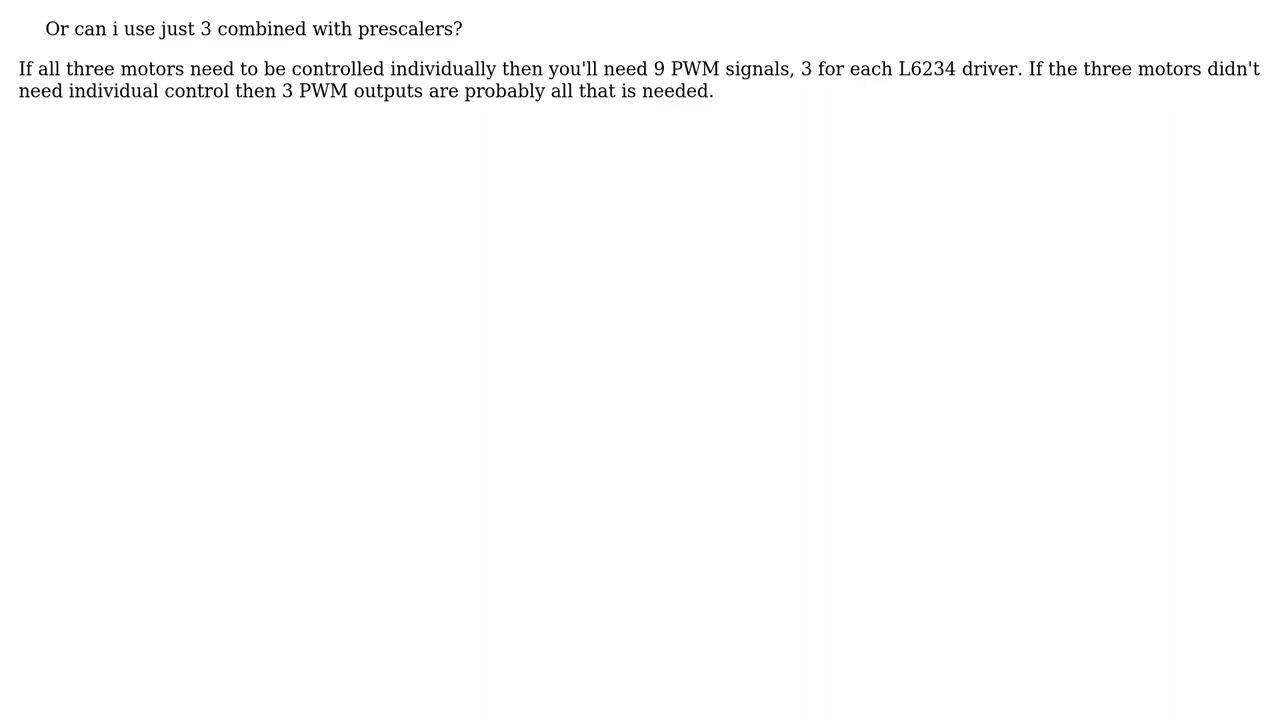 Or can i use just 3 combined with prescalers?
If all three motors need to be controlled individually then you'll need 9 PWM signals, 3 for each L6234 driver. If the three motors didn't
need individual control then 3 PWM outputs are probably all that is needed.